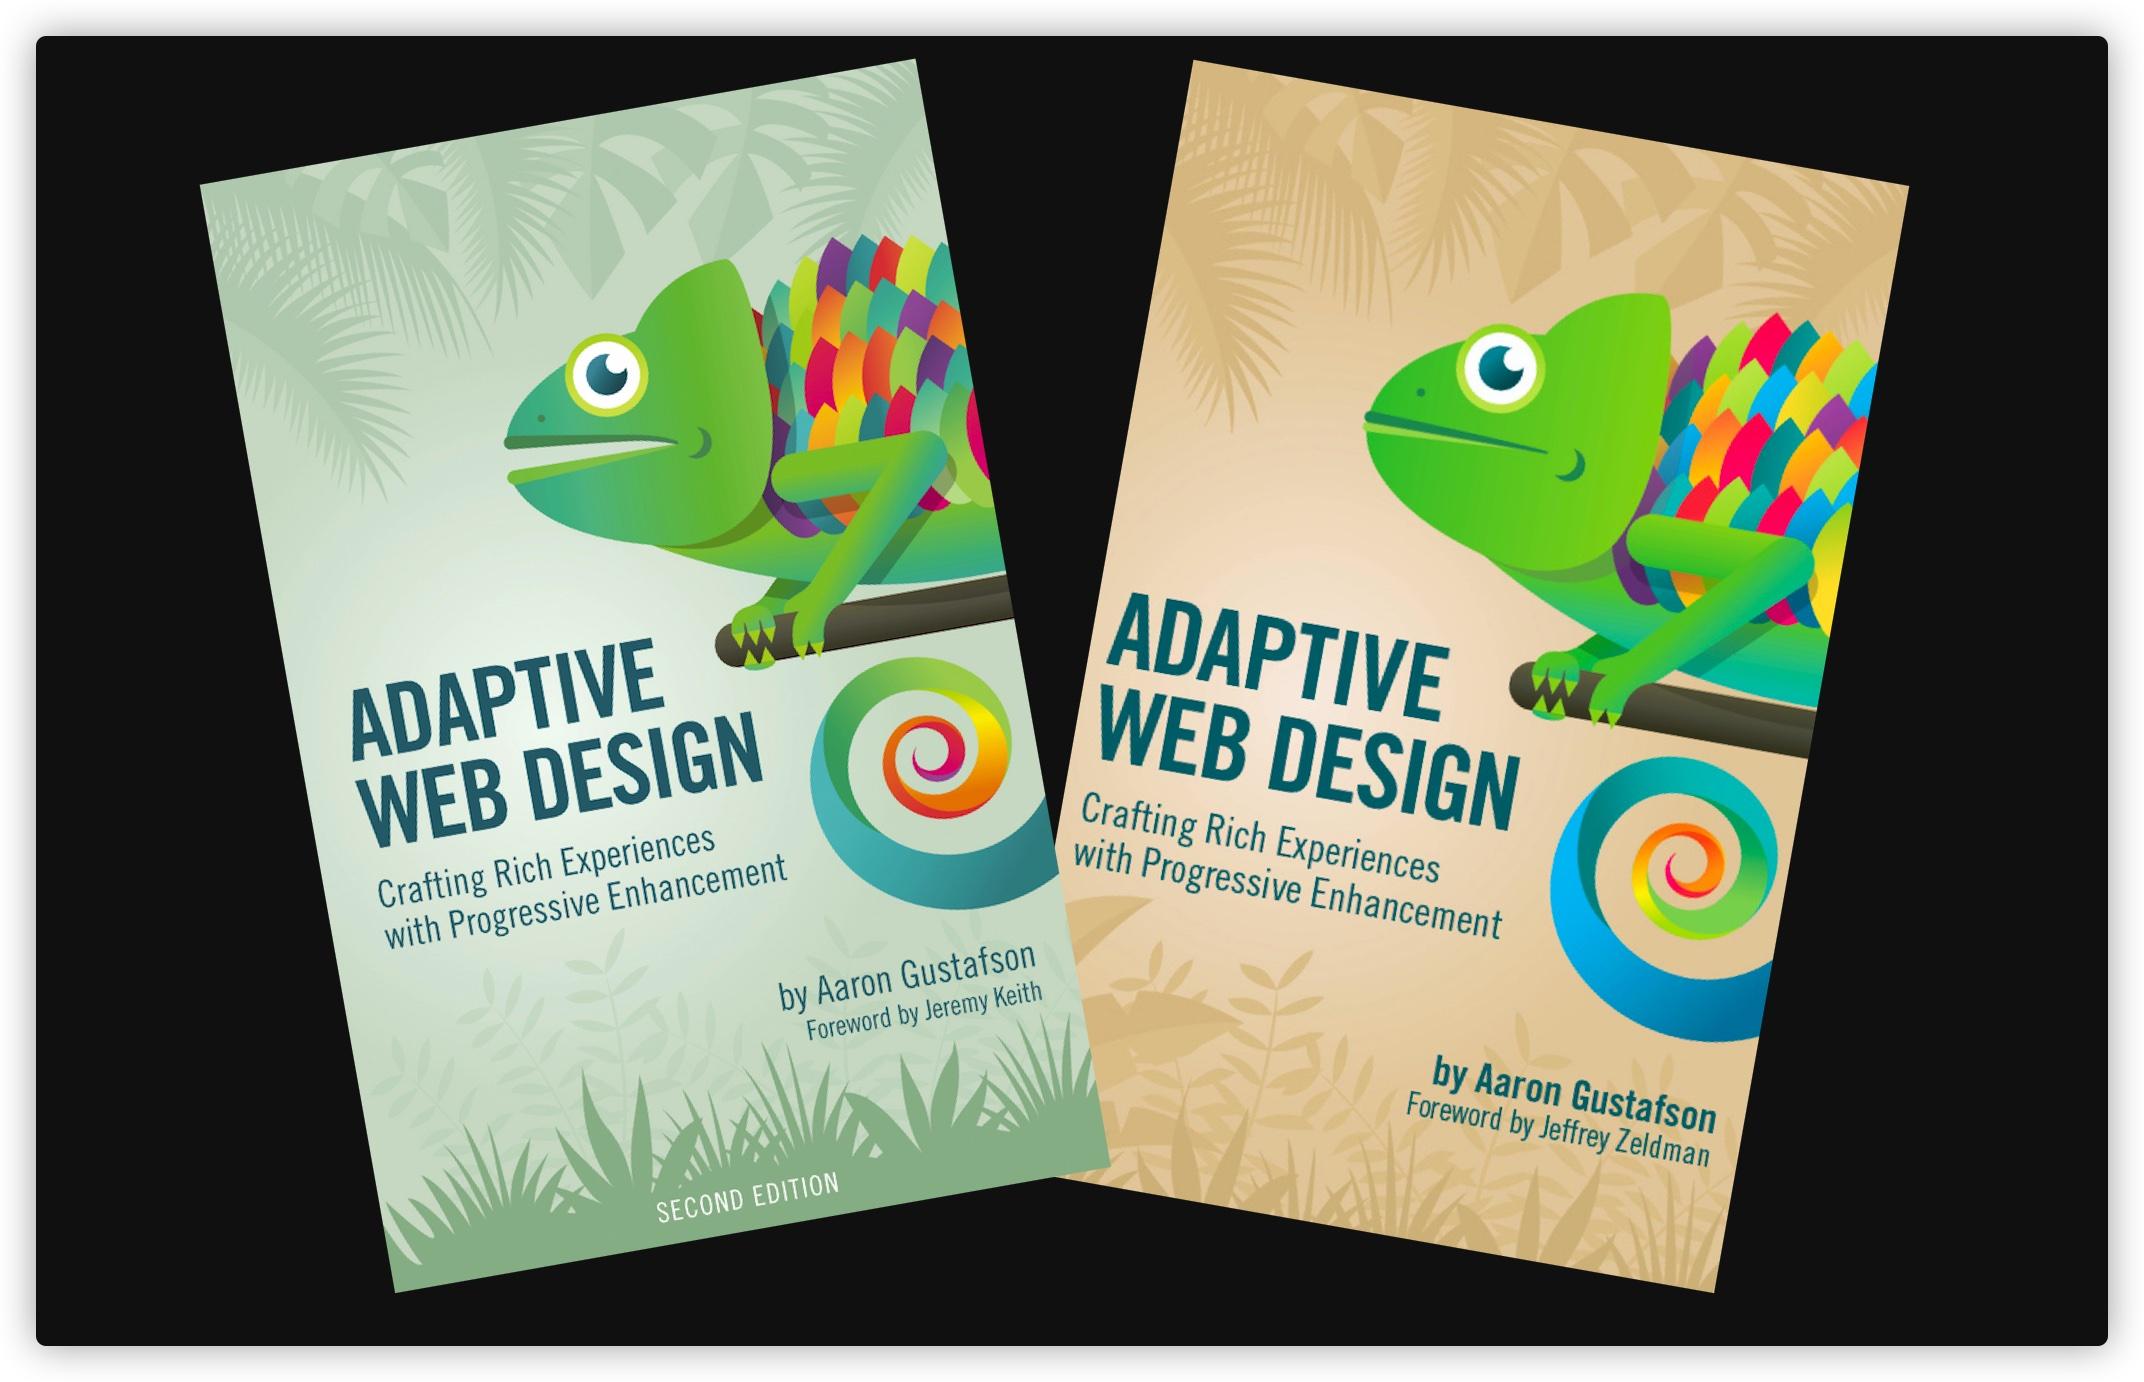 ADAPTIVE
WEB DESIGN
Crafting Rich Experiences
with Progressive Enhancement
by Aaron Gustafson
Foreword by Jeremy Keith
SECOND EDITION
ADAPTIVE
WEB DESIGN
Crafting Rich Experiences
with Progressive Enhancement
by Aaron Gustafson
Foreword by Jeffrey Zeldman